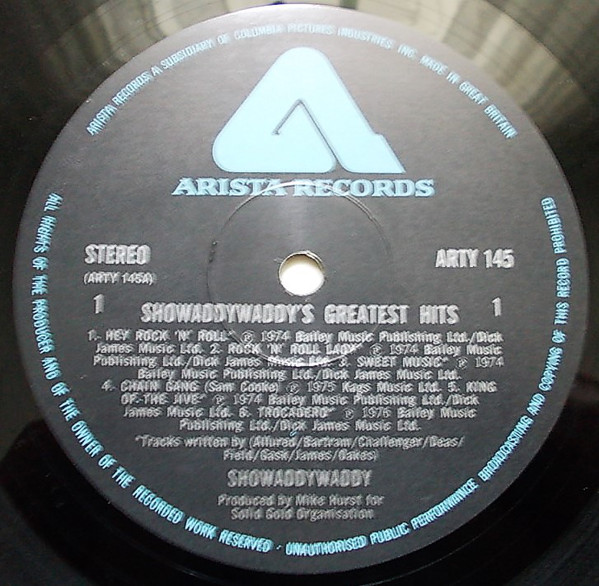 ARISTA RECORDS, A SUBSIDIARY OF COLUMBIA PICTURES INDUSTRIES INC. MADE IN GREAT BRITAIN
ARISTA RECORDS
STEREO
ARTY 145
(ARTY 145A)
1 SHOWADDYWADDY'S GREATEST HITS 1
1. HEY ROCK 'N' ROLL* ℗ 1974 Bailey Music Publishing Ltd./Dick
James Music Ltd. 2. ROCK 'N' ROLL LADY* ℗ 1974 Bailey Music
Publishing Ltd./Dick James Music Ltd. 3. SWEET MUSIC* ℗ 1974
Bailey Music Publishing Ltd./Dick James Music Ltd.
4. CHAIN GANG (Sam Cooke) ℗ 1975 Kags Music Ltd. 5. KING
OF THE JIVE* ℗ 1974 Bailey Music Publishing Ltd./Dick
James Music Ltd. 6. TROCADERO* ℗ 1976 Bailey Music
Publishing Ltd./Dick James Music Ltd.
*Tracks written by (Allured/Bartram/Challenger/Deas/
Field/Gask/James/Oakes)
SHOWADDYWADDY
Produced by Mike Hurst for
Solid Gold Organisation
ALL RIGHTS OF THE PRODUCER AND OF THE OWNER OF THE RECORDED WORK RESERVED · UNAUTHORISED PUBLIC PERFORMANCE BROADCASTING AND COPYING OF THIS RECORD PROHIBITED